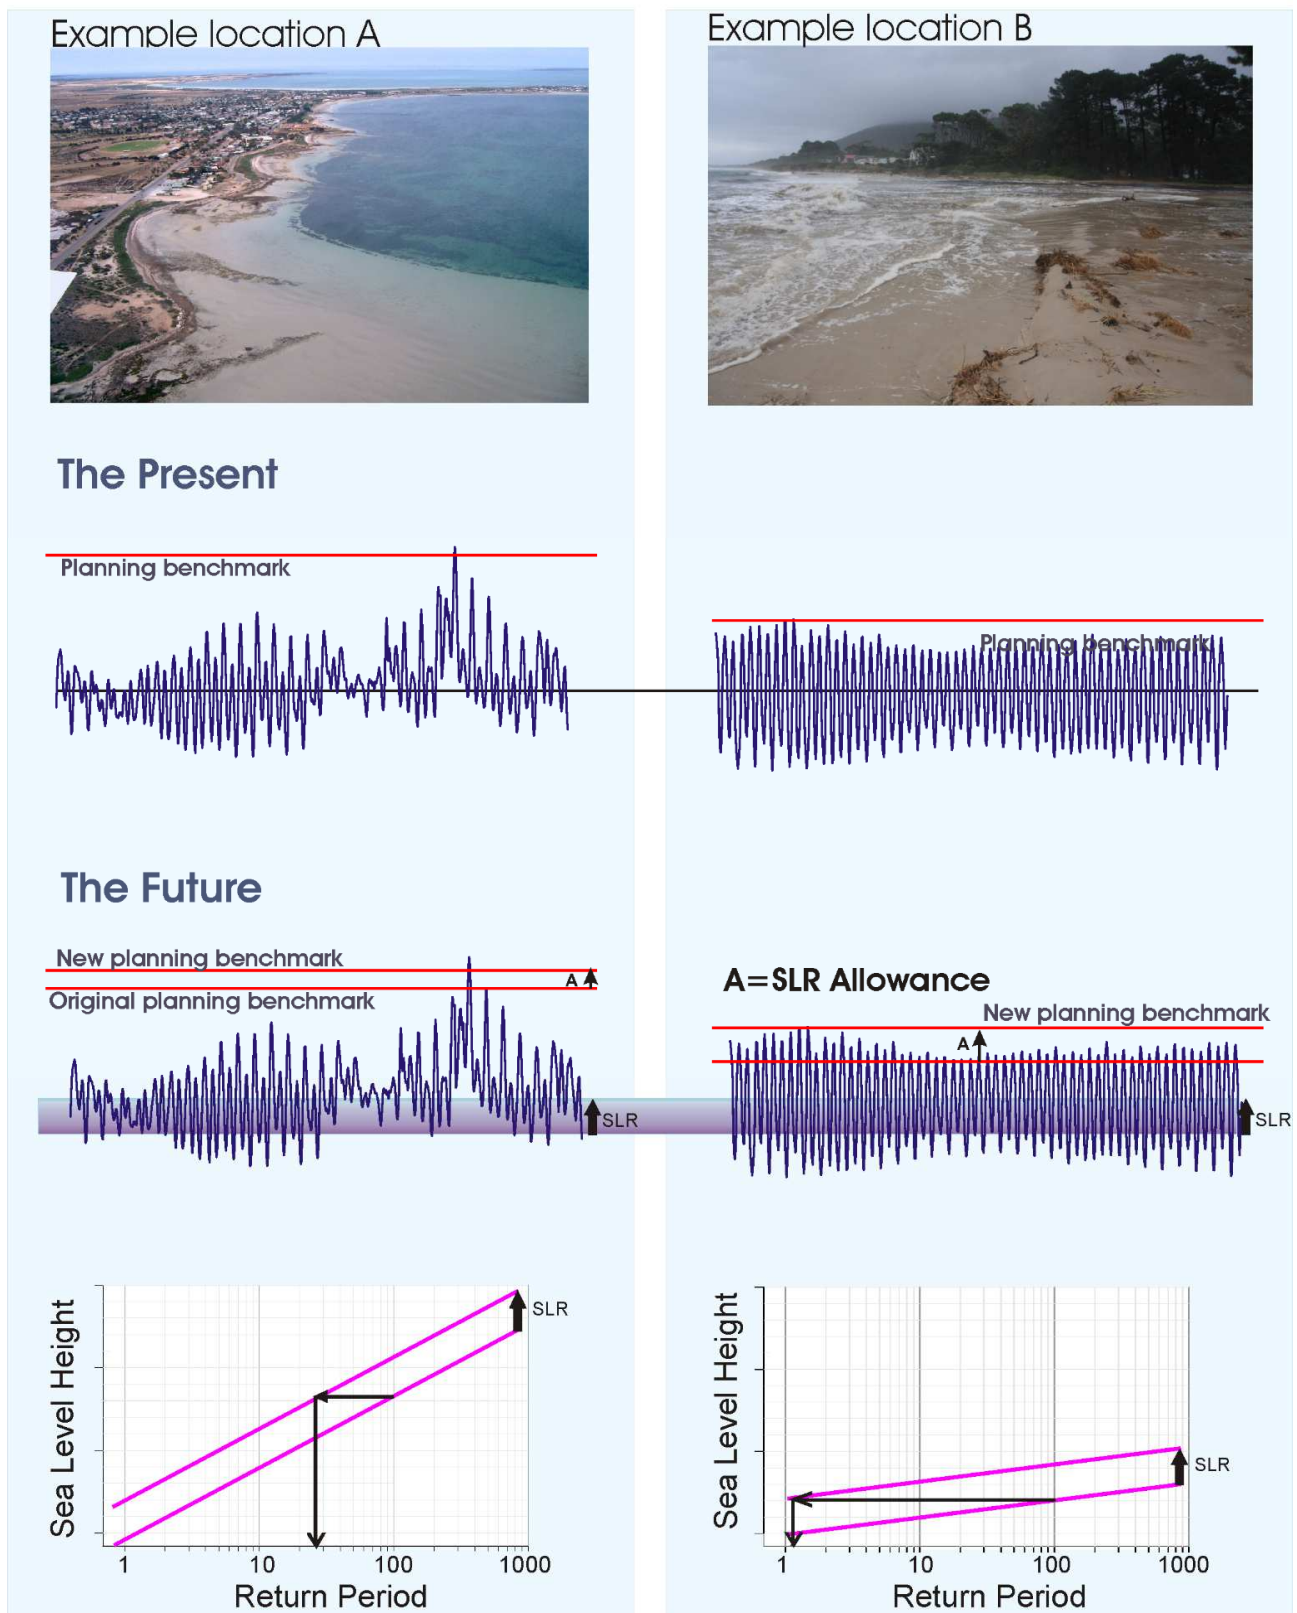 Example location A
Example location B
The Present
Planning benchmark
Planning benchmark
The Future
New planning benchmark
A
Original planning benchmark
SLR
A=SLR Allowance
New planning benchmark
A
SLR
Sea Level Height
SLR
1 10 100 1000
Return Period
Sea Level Height
SLR
1 10 100 1000
Return Period